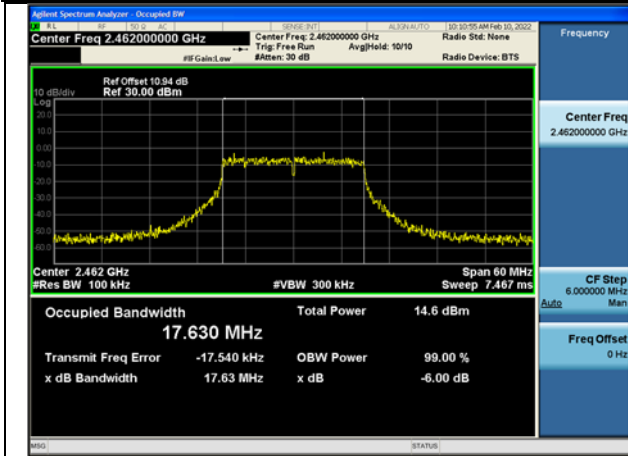 Agilent Spectrum Analyzer - Occupied BW
RL RF 50 Ω AC SENSE:INT ALIGN AUTO 10:10:55 AM Feb 10, 2022
Center Freq 2.462000000 GHz Center Freq: 2.462000000 GHz Radio Std: None Frequency
Trig: Free Run Avg|Hold: 10/10
#IFGain:Low #Atten: 30 dB Radio Device: BTS
Ref Offset 10.94 dB
10 dB/div Ref 30.00 dBm
Log
20.0
10.0
0.00
-10.0
-20.0
-30.0
-40.0
-50.0
-60.0
Center Freq
2.462000000 GHz
Center 2.462 GHz Span 60 MHz
#Res BW 100 kHz #VBW 300 kHz Sweep 7.467 ms
CF Step
6.000000 MHz
Auto Man
Occupied Bandwidth Total Power 14.6 dBm
17.630 MHz
Transmit Freq Error -17.540 kHz OBW Power 99.00 %
x dB Bandwidth 17.63 MHz x dB -6.00 dB
Freq Offset
0 Hz
MSG STATUS